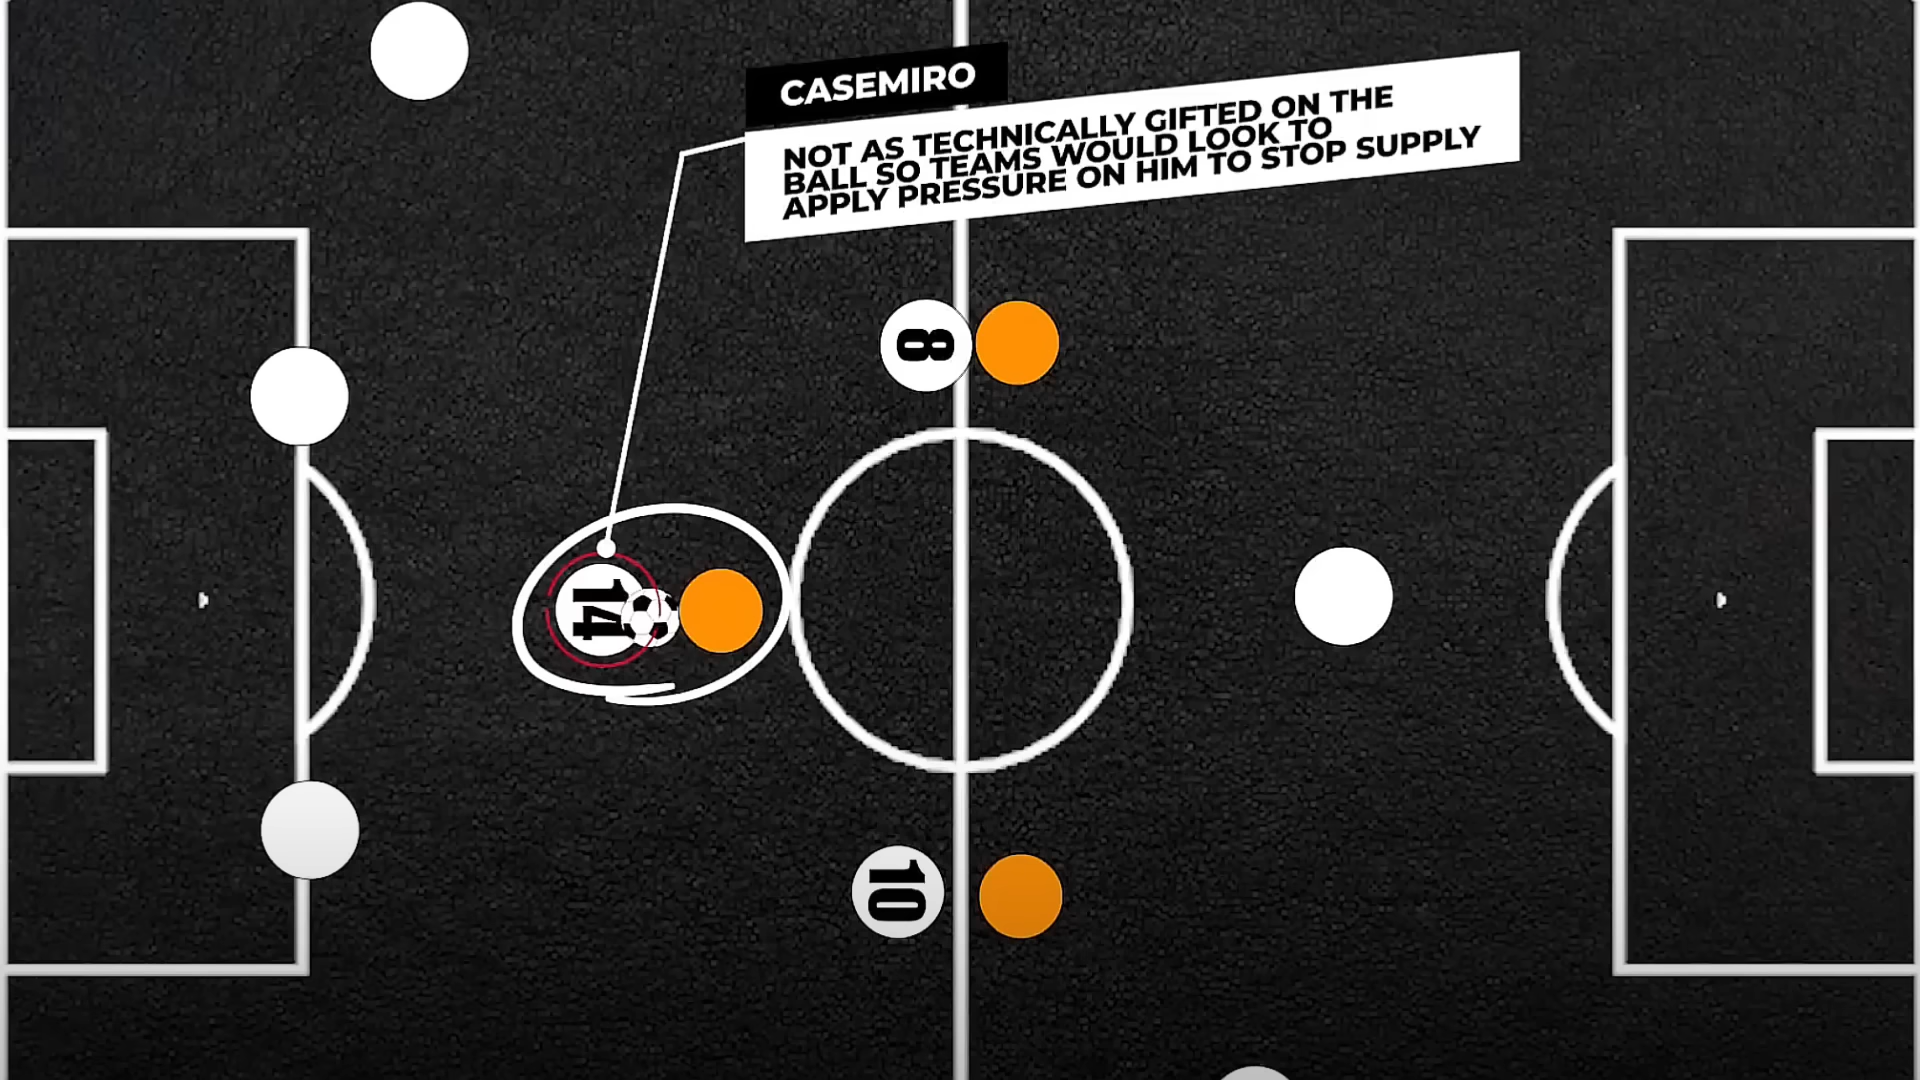 CASEMIRO
NOT AS TECHNICALLY GIFTED ON THE
BALL SO TEAMS WOULD LOOK TO
APPLY PRESSURE ON HIM TO STOP SUPPLY
8
14
10